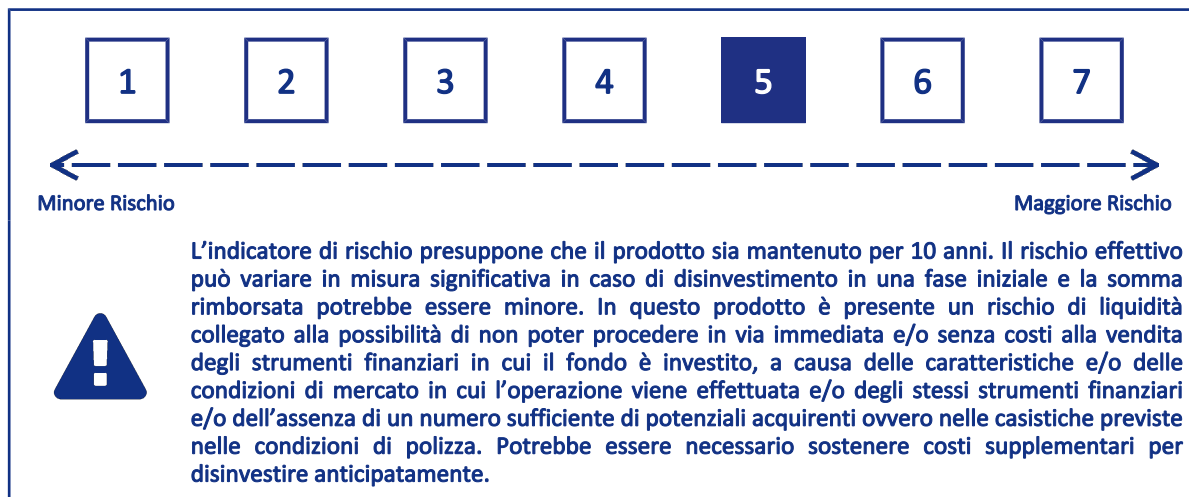 1 2 3 4 5 6 7
Minore Rischio Maggiore Rischio
L’indicatore di rischio presuppone che il prodotto sia mantenuto per 10 anni. Il rischio effettivo
può variare in misura significativa in caso di disinvestimento in una fase iniziale e la somma
rimborsata potrebbe essere minore. In questo prodotto è presente un rischio di liquidità
collegato alla possibilità di non poter procedere in via immediata e/o senza costi alla vendita
degli strumenti finanziari in cui il fondo è investito, a causa delle caratteristiche e/o delle
condizioni di mercato in cui l’operazione viene effettuata e/o degli stessi strumenti finanziari
e/o dell’assenza di un numero sufficiente di potenziali acquirenti ovvero nelle casistiche previste
nelle condizioni di polizza. Potrebbe essere necessario sostenere costi supplementari per
disinvestire anticipatamente.